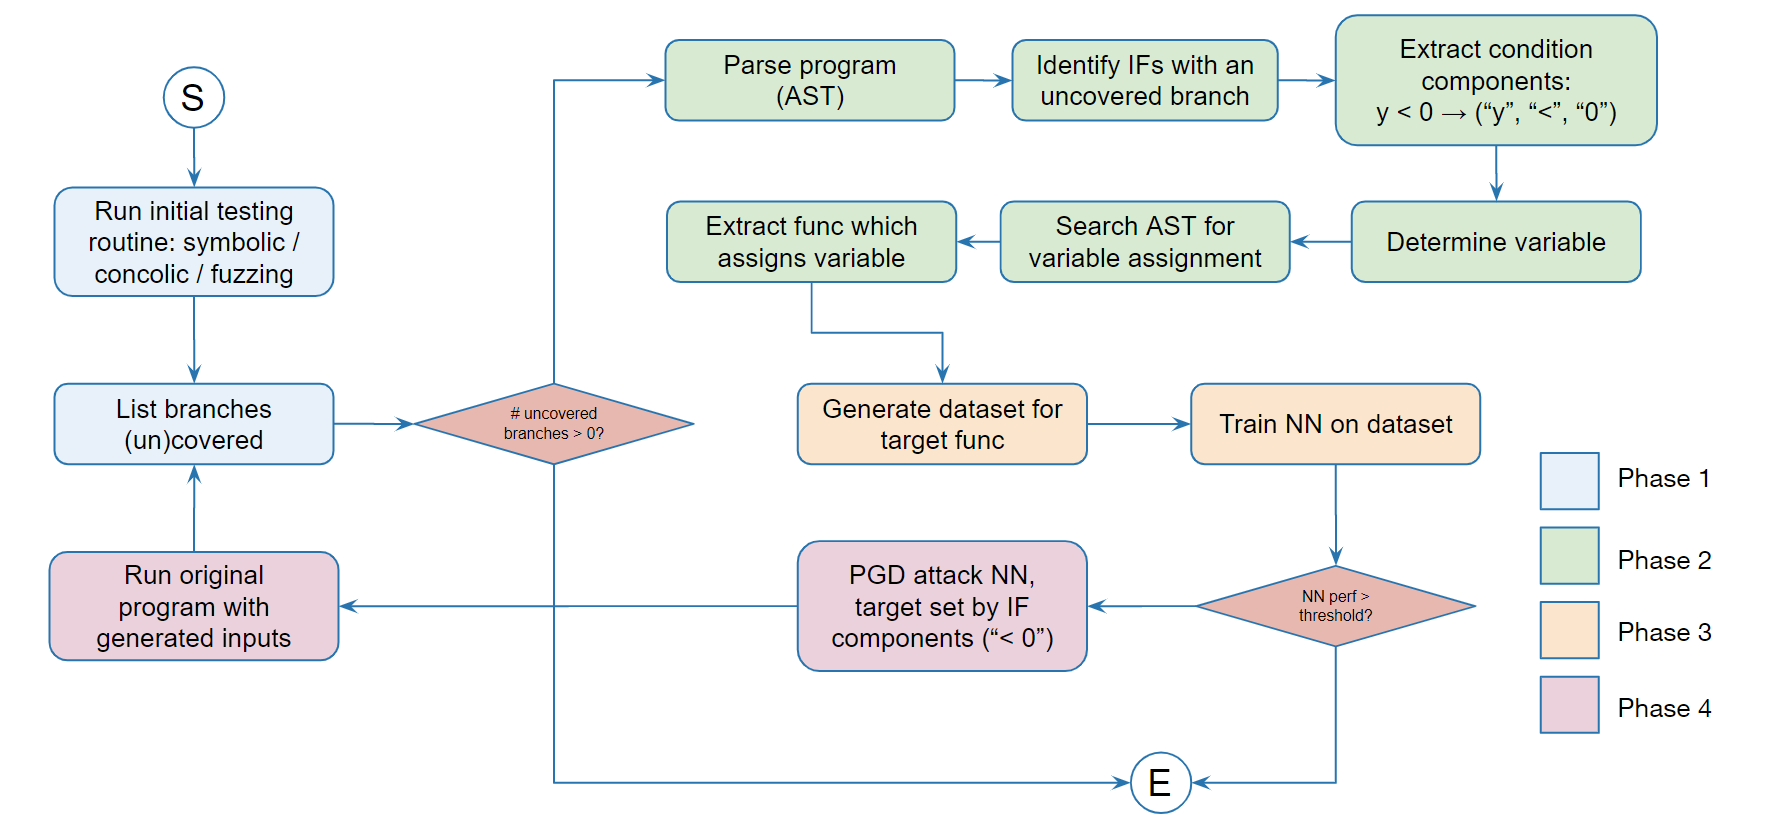 S
Run initial testing
routine: symbolic /
concolic / fuzzing
List branches
(un)covered
# uncovered
branches > 0?
Parse program
(AST)
Identify IFs with an
uncovered branch
Extract condition
components:
y < 0 → (“y”, “<”, “0”)
Determine variable
Search AST for
variable assignment
Extract func which
assigns variable
Generate dataset for
target func
Train NN on dataset
NN perf >
threshold?
PGD attack NN,
target set by IF
components (“< 0”)
Run original
program with
generated inputs
E
Phase 1
Phase 2
Phase 3
Phase 4